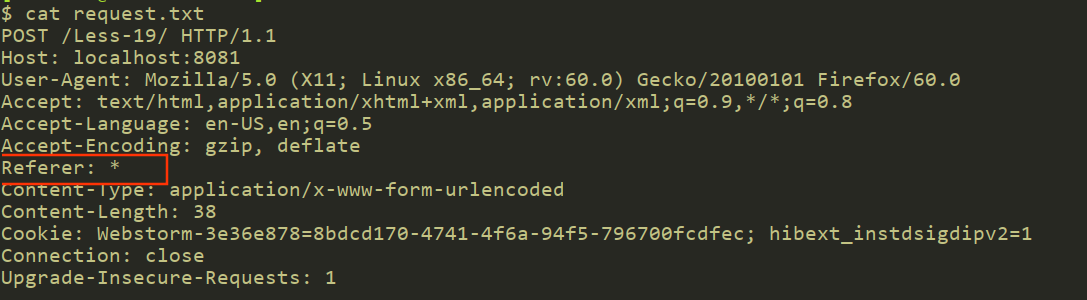 $ cat request.txt
POST /Less-19/ HTTP/1.1
Host: localhost:8081
User-Agent: Mozilla/5.0 (X11; Linux x86_64; rv:60.0) Gecko/20100101 Firefox/60.0
Accept: text/html,application/xhtml+xml,application/xml;q=0.9,*/*;q=0.8
Accept-Language: en-US,en;q=0.5
Accept-Encoding: gzip, deflate
Referer: *
Content-Type: application/x-www-form-urlencoded
Content-Length: 38
Cookie: Webstorm-3e36e878=8bdcd170-4741-4f6a-94f5-796700fcdfec; hibext_instdsigdipv2=1
Connection: close
Upgrade-Insecure-Requests: 1